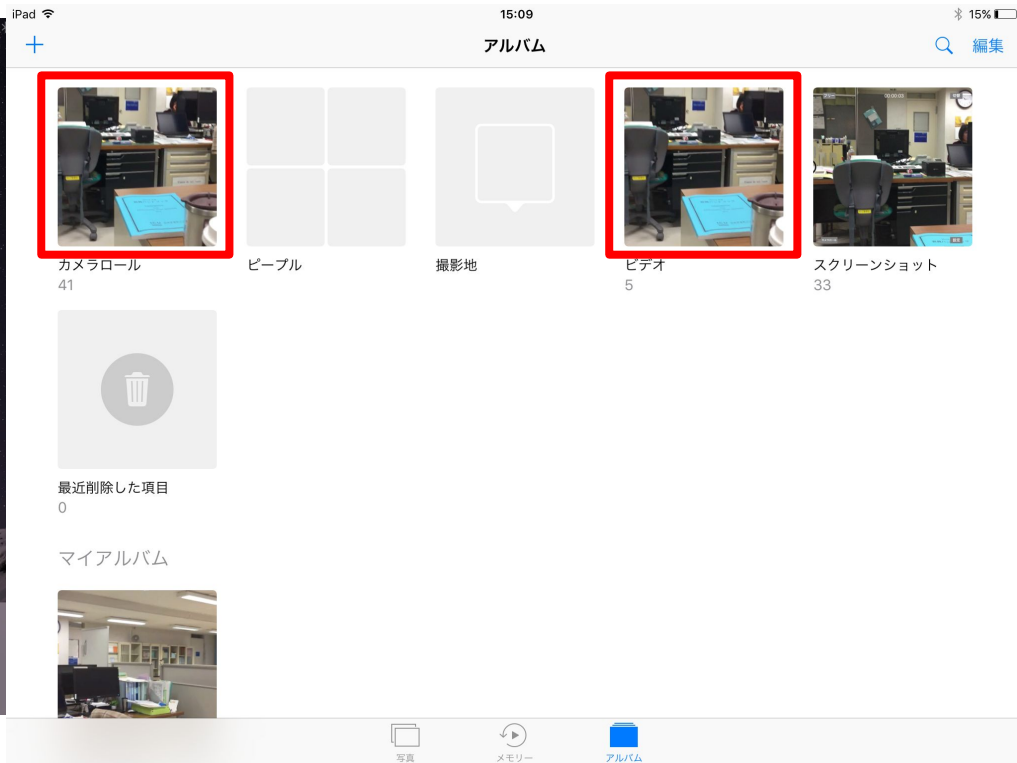 iPad 15:09 15%
アルバム 編集
カメラロール ピープル 撮影地 ビデオ スクリーンショット
41 5 33
最近削除した項目
0
マイアルバム
写真 メモリー アルバム